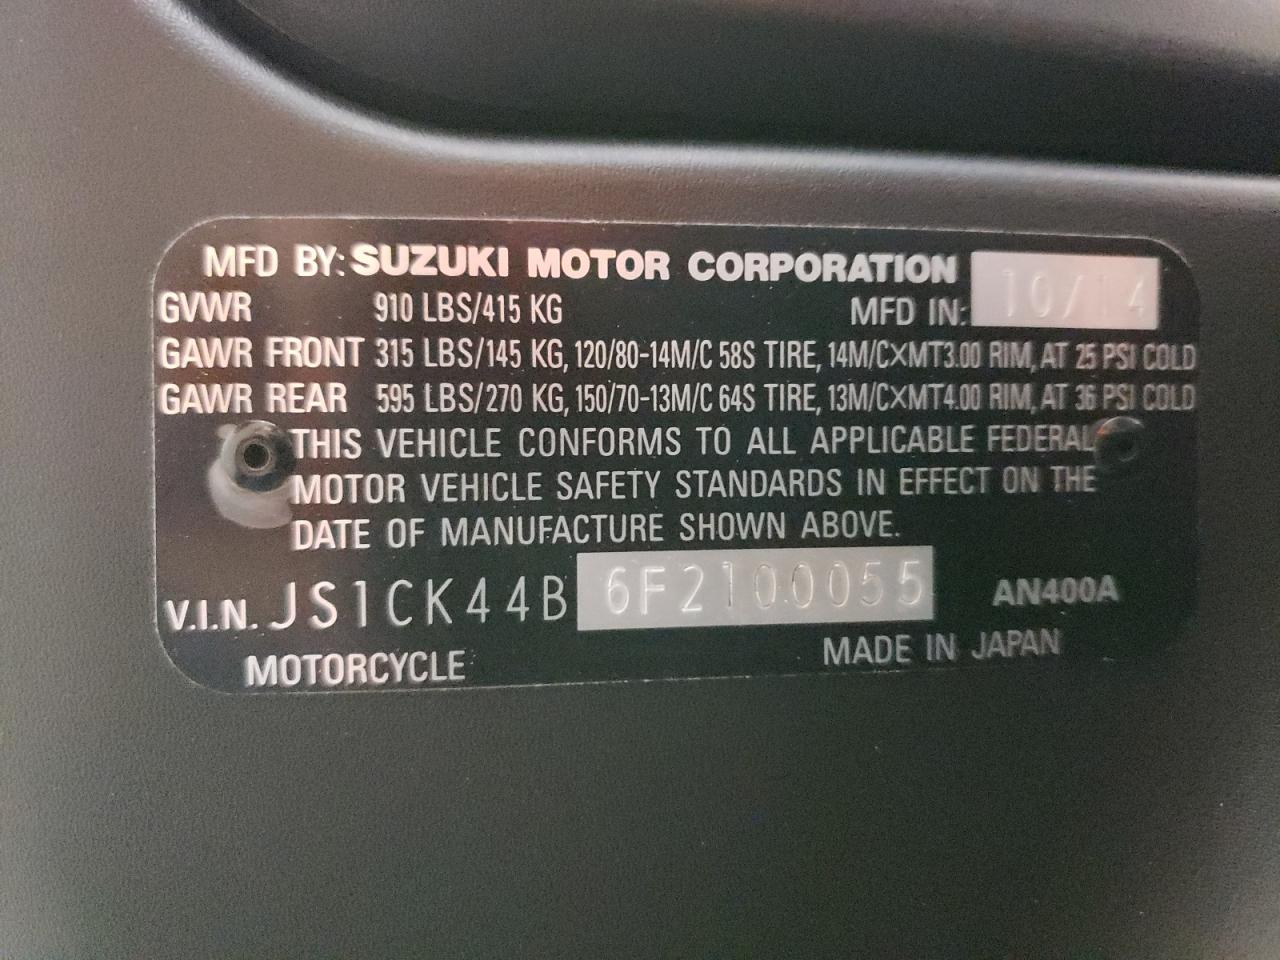 MFD BY: SUZUKI MOTOR CORPORATION 10/14
GVWR 910 LBS/415 KG MFD IN:
GAWR FRONT 315 LBS/145 KG, 120/80-14M/C 58S TIRE, 14M/C×MT3.00 RIM, AT 25 PSI COLD
GAWR REAR 595 LBS/270 KG, 150/70-13M/C 64S TIRE, 13M/C×MT4.00 RIM, AT 36 PSI COLD
THIS VEHICLE CONFORMS TO ALL APPLICABLE FEDERAL
MOTOR VEHICLE SAFETY STANDARDS IN EFFECT ON THE
DATE OF MANUFACTURE SHOWN ABOVE.
V.I.N. JS1CK44B6F2100055 AN400A
MOTORCYCLE MADE IN JAPAN